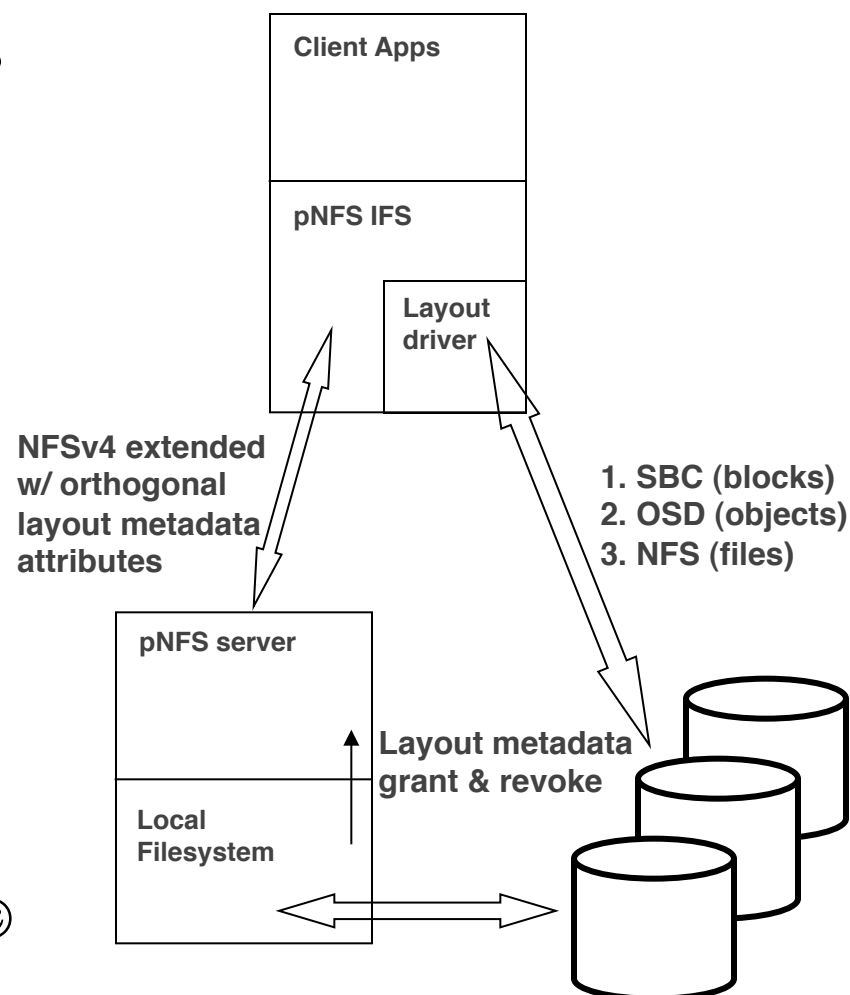 Client Apps
pNFS IFS
Layout
driver
NFSv4 extended
w/ orthogonal
layout metadata
attributes
1. SBC (blocks)
2. OSD (objects)
3. NFS (files)
pNFS server
Layout metadata
grant & revoke
Local
Filesystem